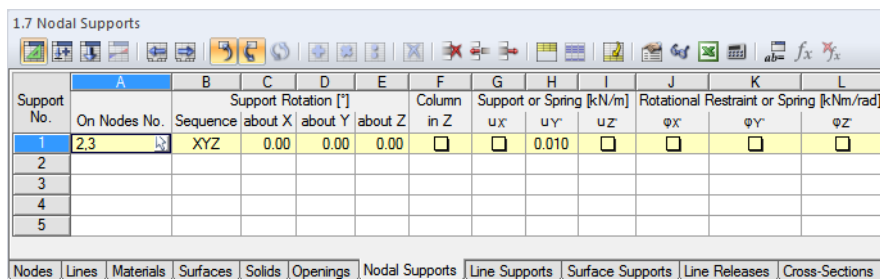 1.7 Nodal Supports
A B C D E F G H I J K L
Support No. On Nodes No. Support Rotation [°] Sequence about X about Y about Z Column in Z Support or Spring [kN/m] uX' uY' uZ' Rotational Restraint or Spring [kNm/rad] φX' φY' φZ'
1 2,3 XYZ 0.00 0.00 0.00 0.010
2
3
4
5
Nodes Lines Materials Surfaces Solids Openings Nodal Supports Line Supports Surface Supports Line Releases Cross-Sections